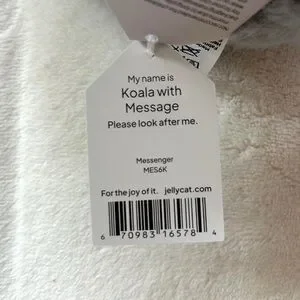 My name is
Koala with
Message
Please look after me.
Messenger
MES6K
For the joy of it. jellycat.com
6 70983 16578 4